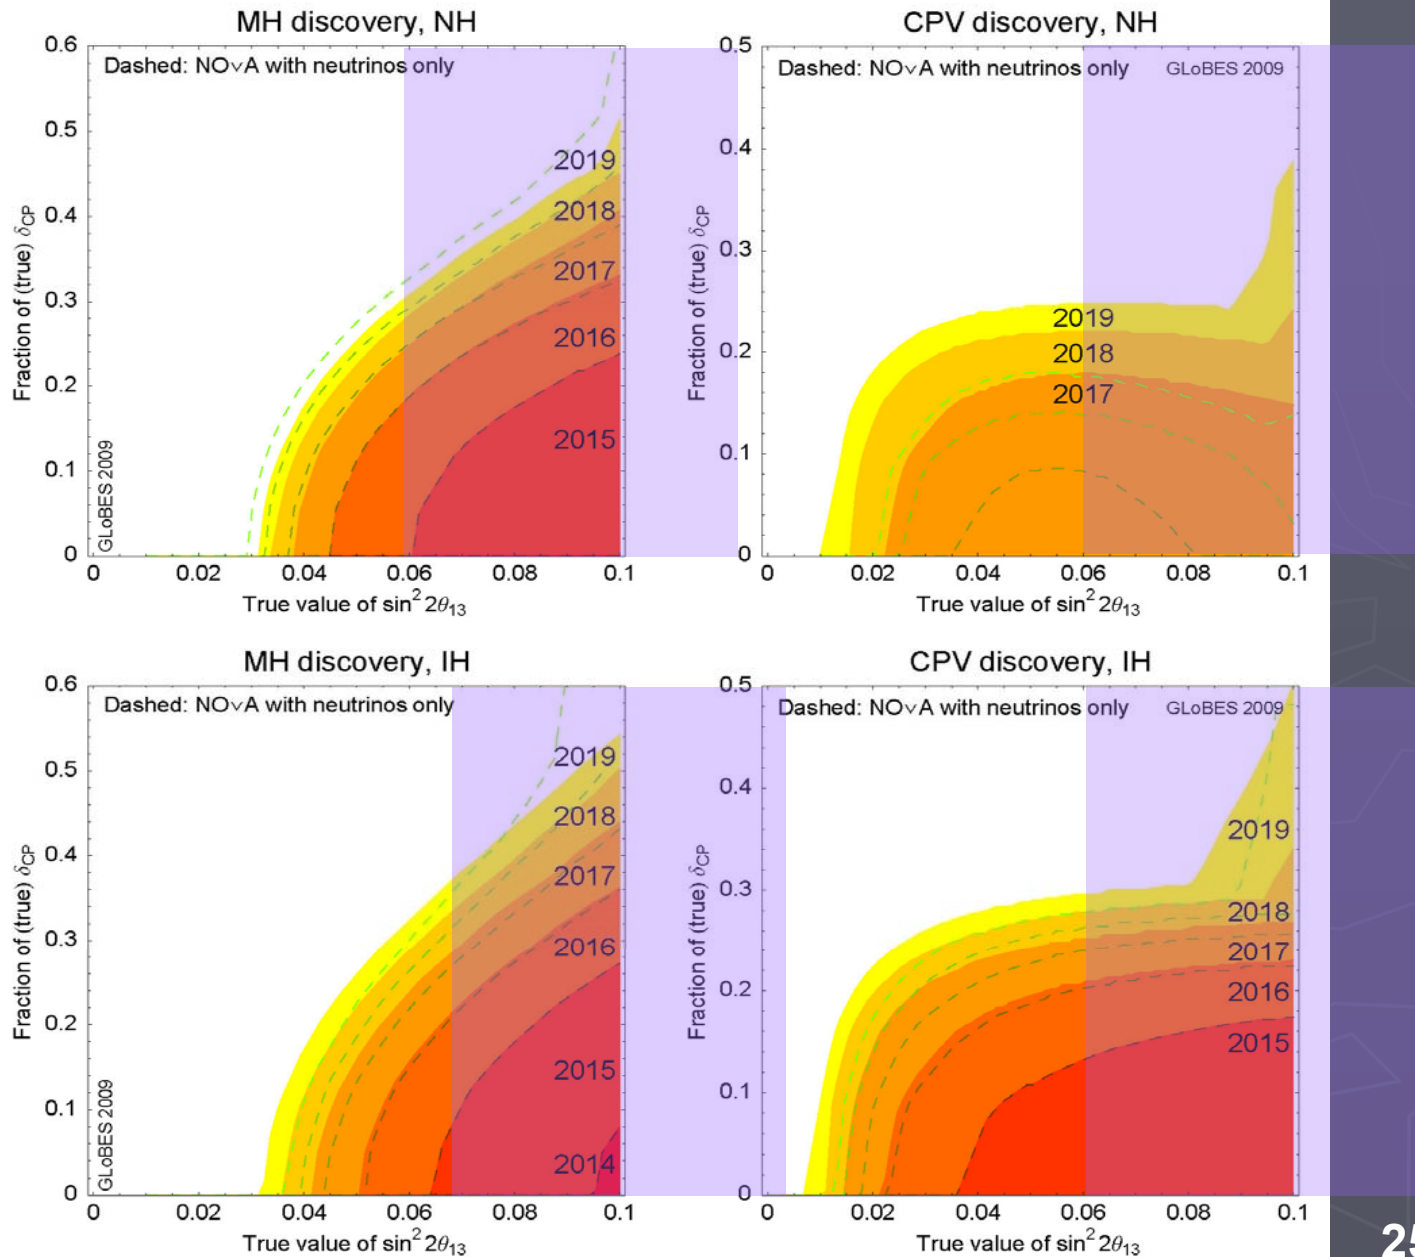 MH discovery, NH
Dashed: NOνA with neutrinos only
0.6
0.5
0.4
0.3
0.2
0.1
0
Fraction of (true) δCP
2019
2018
2017
2016
2015
GLoBES 2009
0 0.02 0.04 0.06 0.08 0.1
True value of sin² 2θ13
CPV discovery, NH
Dashed: NOνA with neutrinos only GLoBES 2009
0.5
0.4
0.3
0.2
0.1
0
Fraction of (true) δCP
2019
2018
2017
0 0.02 0.04 0.06 0.08 0.1
True value of sin² 2θ13
MH discovery, IH
Dashed: NOνA with neutrinos only
0.6
0.5
0.4
0.3
0.2
0.1
0
Fraction of (true) δCP
2019
2018
2017
2016
2015
2014
GLoBES 2009
0 0.02 0.04 0.06 0.08 0.1
True value of sin² 2θ13
CPV discovery, IH
Dashed: NOνA with neutrinos only GLoBES 2009
0.5
0.4
0.3
0.2
0.1
0
Fraction of (true) δCP
2019
2018
2017
2016
2015
0 0.02 0.04 0.06 0.08 0.1
True value of sin² 2θ13